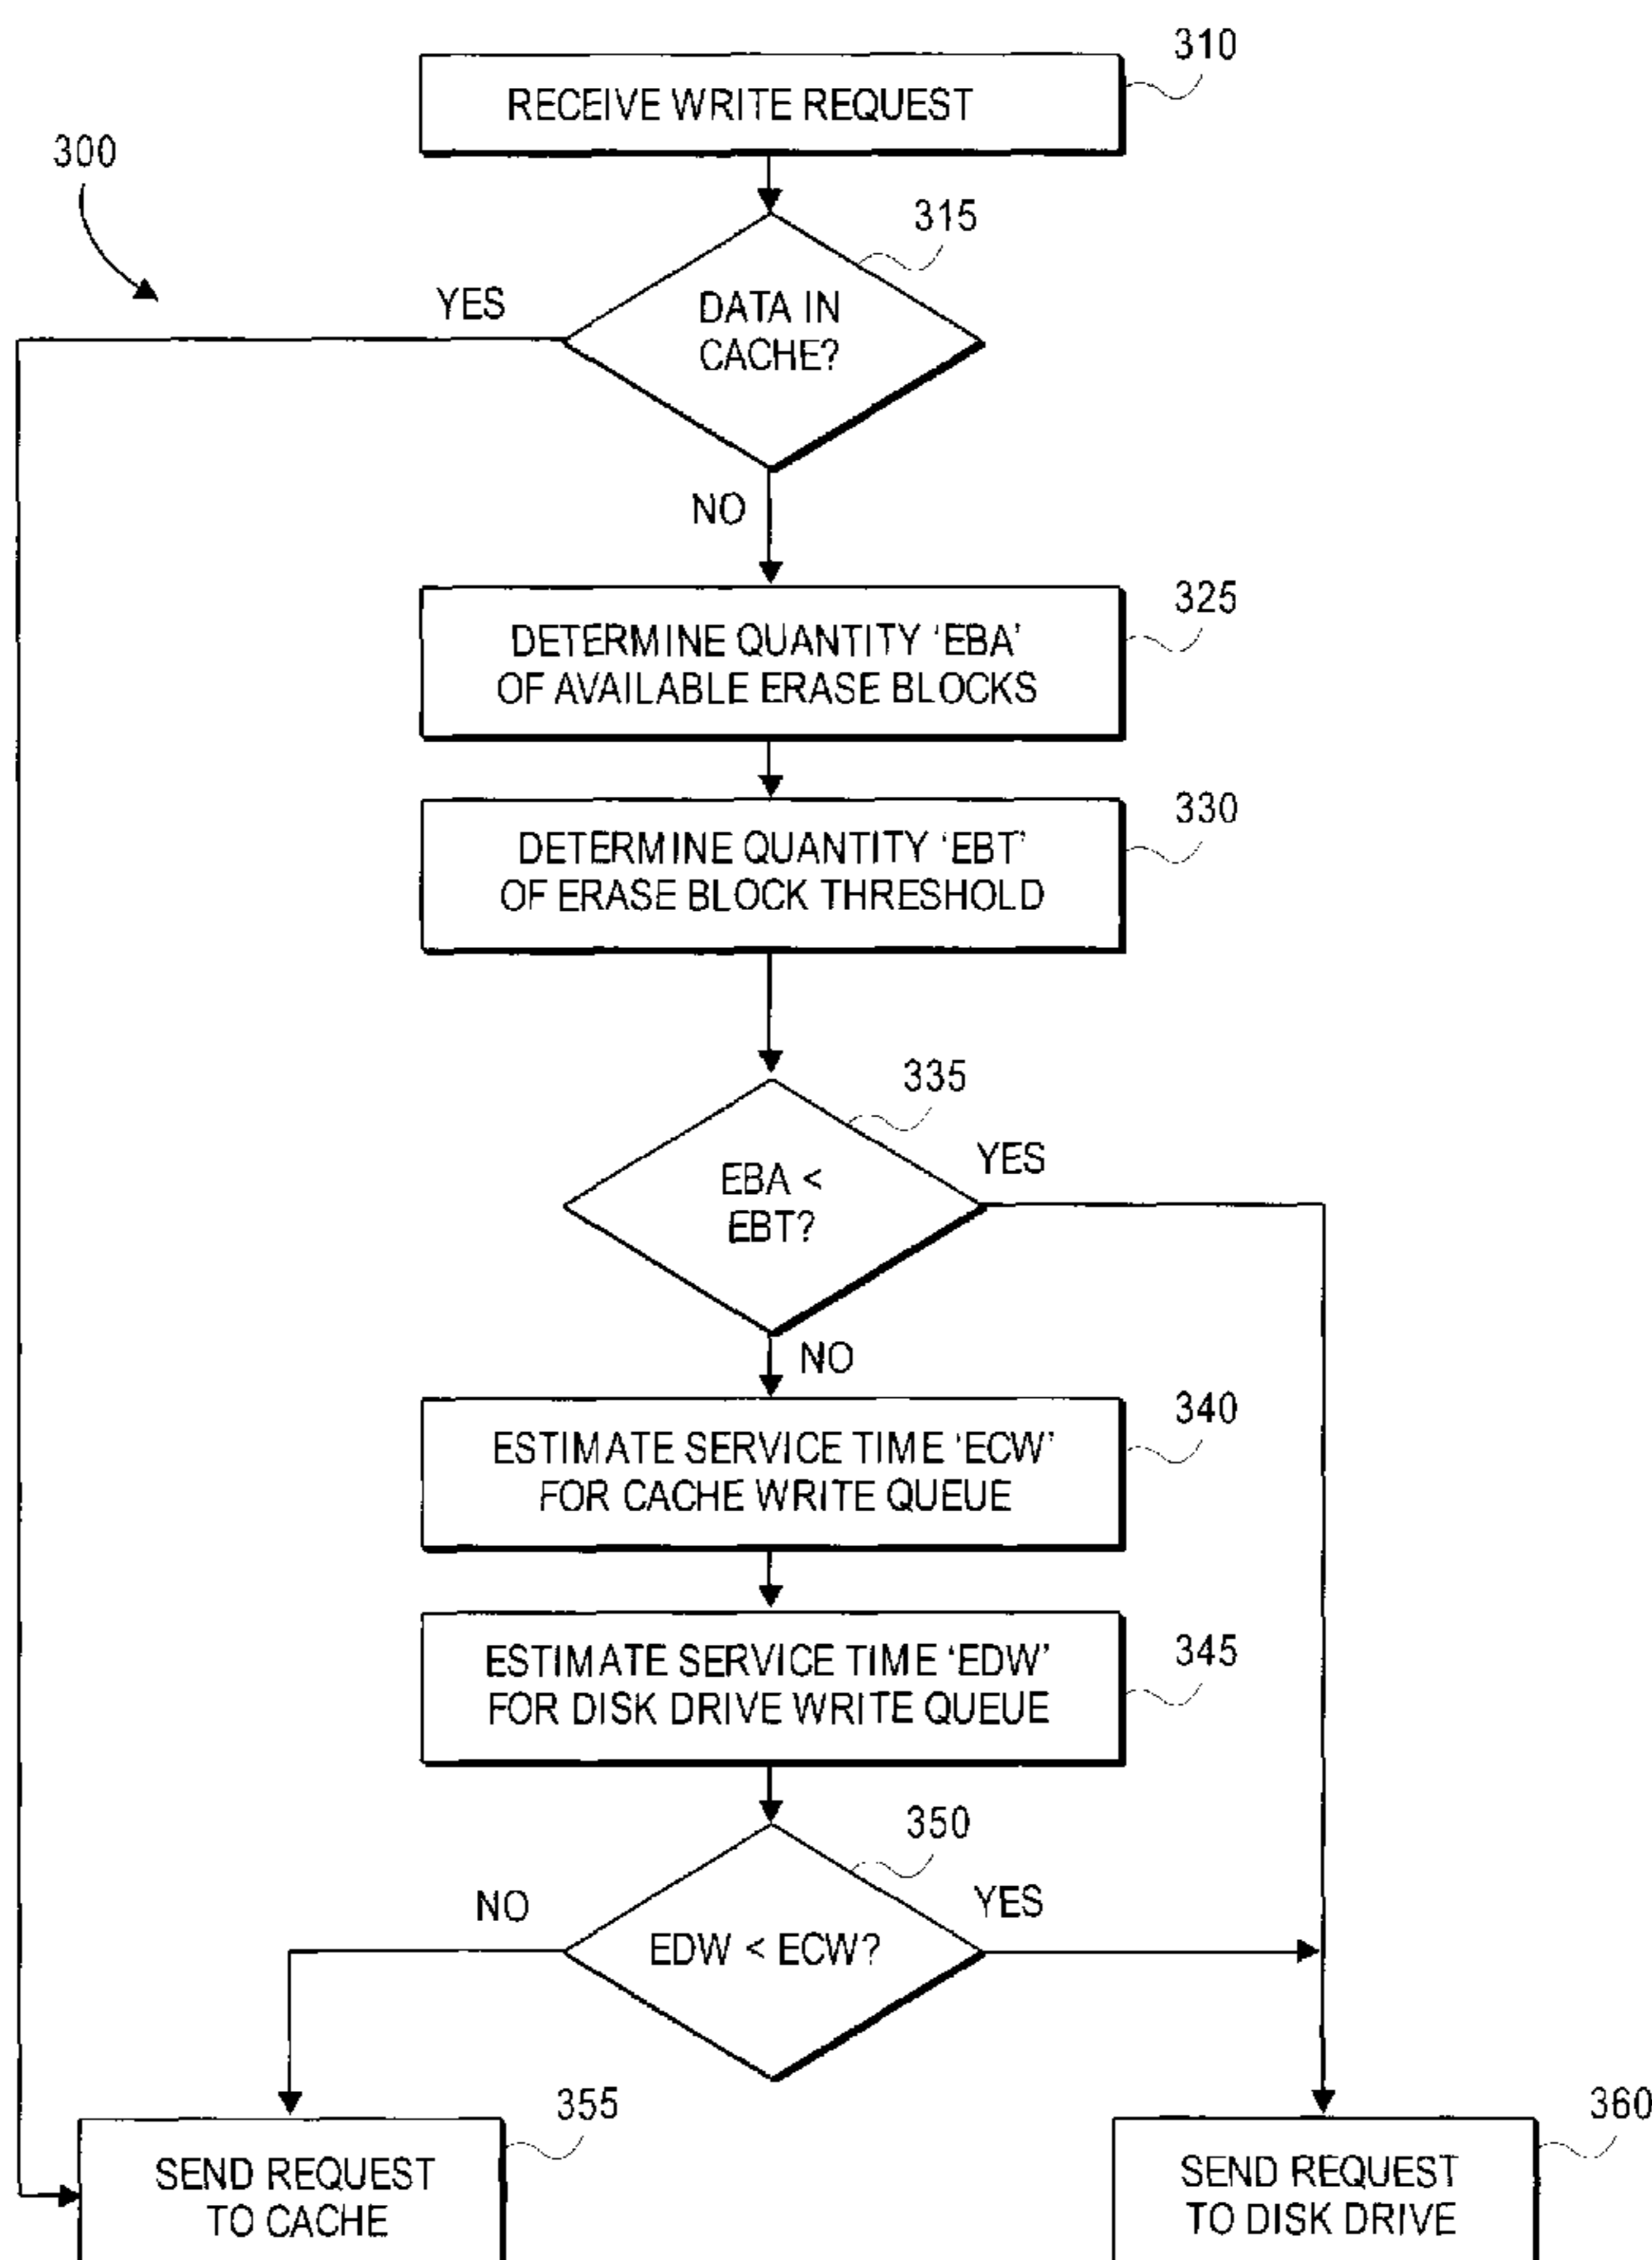 310
RECEIVE WRITE REQUEST
300
315
YES
DATA IN
CACHE?
NO
325
DETERMINE QUANTITY ‘EBA’
OF AVAILABLE ERASE BLOCKS
330
DETERMINE QUANTITY ‘EBT’
OF ERASE BLOCK THRESHOLD
335
YES
EBA <
EBT?
NO
340
ESTIMATE SERVICE TIME ‘ECW’
FOR CACHE WRITE QUEUE
345
ESTIMATE SERVICE TIME ‘EDW’
FOR DISK DRIVE WRITE QUEUE
350
NO
YES
EDW < ECW?
355
360
SEND REQUEST
TO CACHE
SEND REQUEST
TO DISK DRIVE